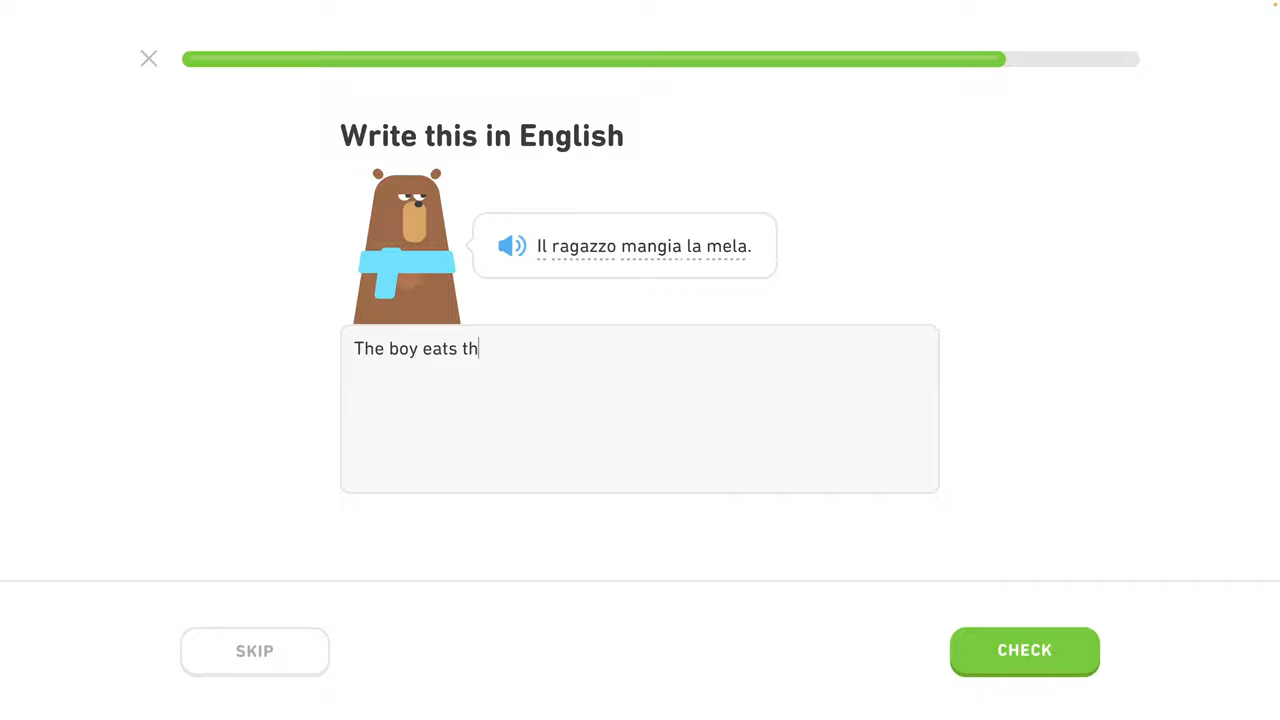 Write this in English
Il ragazzo mangia la mela.
The boy eats th
SKIP
CHECK